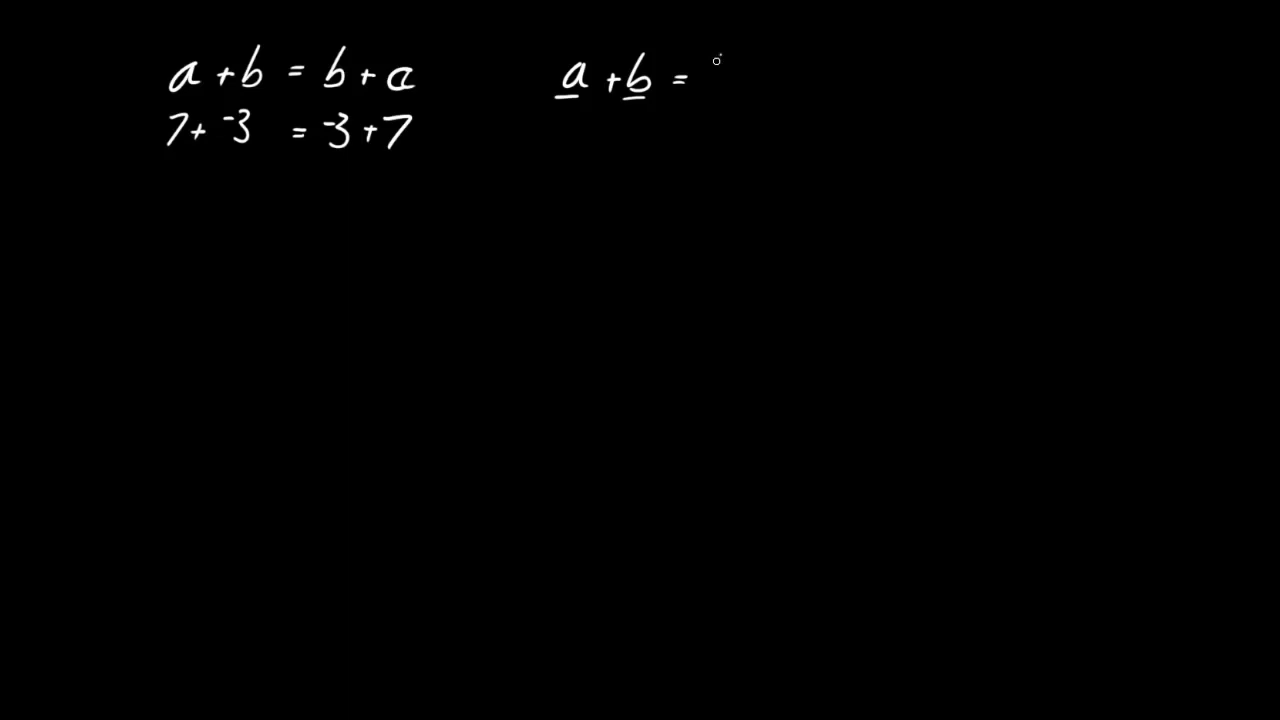 a + b = b + a
7 + -3 = -3 + 7
a + b =